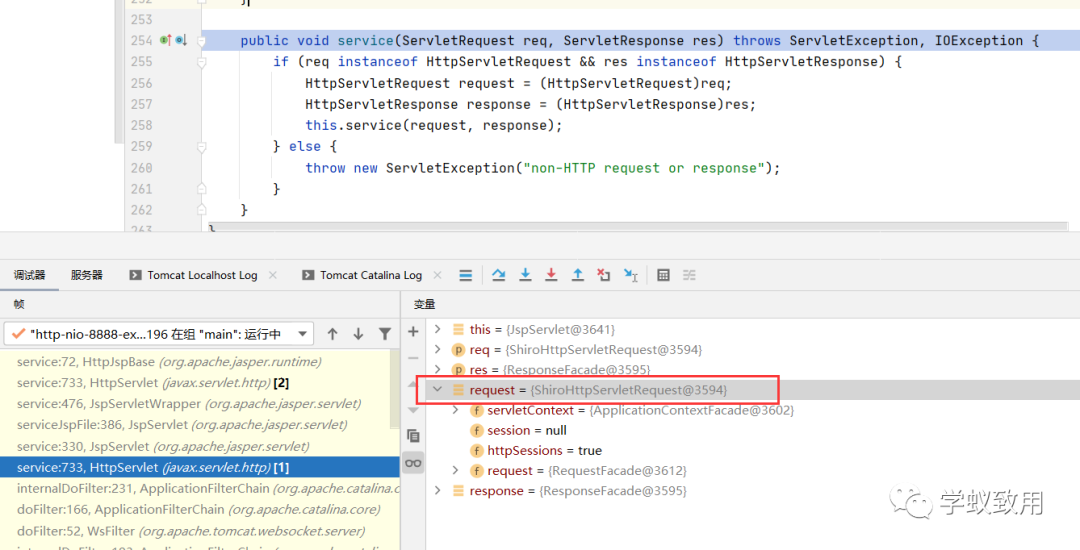 253
254 public void service(ServletRequest req, ServletResponse res) throws ServletException, IOException {
255 if (req instanceof HttpServletRequest && res instanceof HttpServletResponse) {
256 HttpServletRequest request = (HttpServletRequest)req;
257 HttpServletResponse response = (HttpServletResponse)res;
258 this.service(request, response);
259 } else {
260 throw new ServletException("non-HTTP request or response");
261 }
262 }
263 }
调试器 服务器 Tomcat Localhost Log × Tomcat Catalina Log ×
帧
"http-nio-8888-ex...196 在组 "main": 运行中
service:72, HttpJspBase (org.apache.jasper.runtime)
service:733, HttpServlet (javax.servlet.http) [2]
service:476, JspServletWrapper (org.apache.jasper.servlet)
serviceJspFile:386, JspServlet (org.apache.jasper.servlet)
service:330, JspServlet (org.apache.jasper.servlet)
service:733, HttpServlet (javax.servlet.http) [1]
internalDoFilter:231, ApplicationFilterChain (org.apache.catalina.c
doFilter:166, ApplicationFilterChain (org.apache.catalina.core)
doFilter:52, WsFilter (org.apache.tomcat.websocket.server)
变量
this = {JspServlet@3641}
req = {ShiroHttpServletRequest@3594}
res = {ResponseFacade@3595}
request = {ShiroHttpServletRequest@3594}
servletContext = {ApplicationContextFacade@3602}
session = null
httpSessions = true
request = {RequestFacade@3612}
response = {ResponseFacade@3595}
学蚁致用